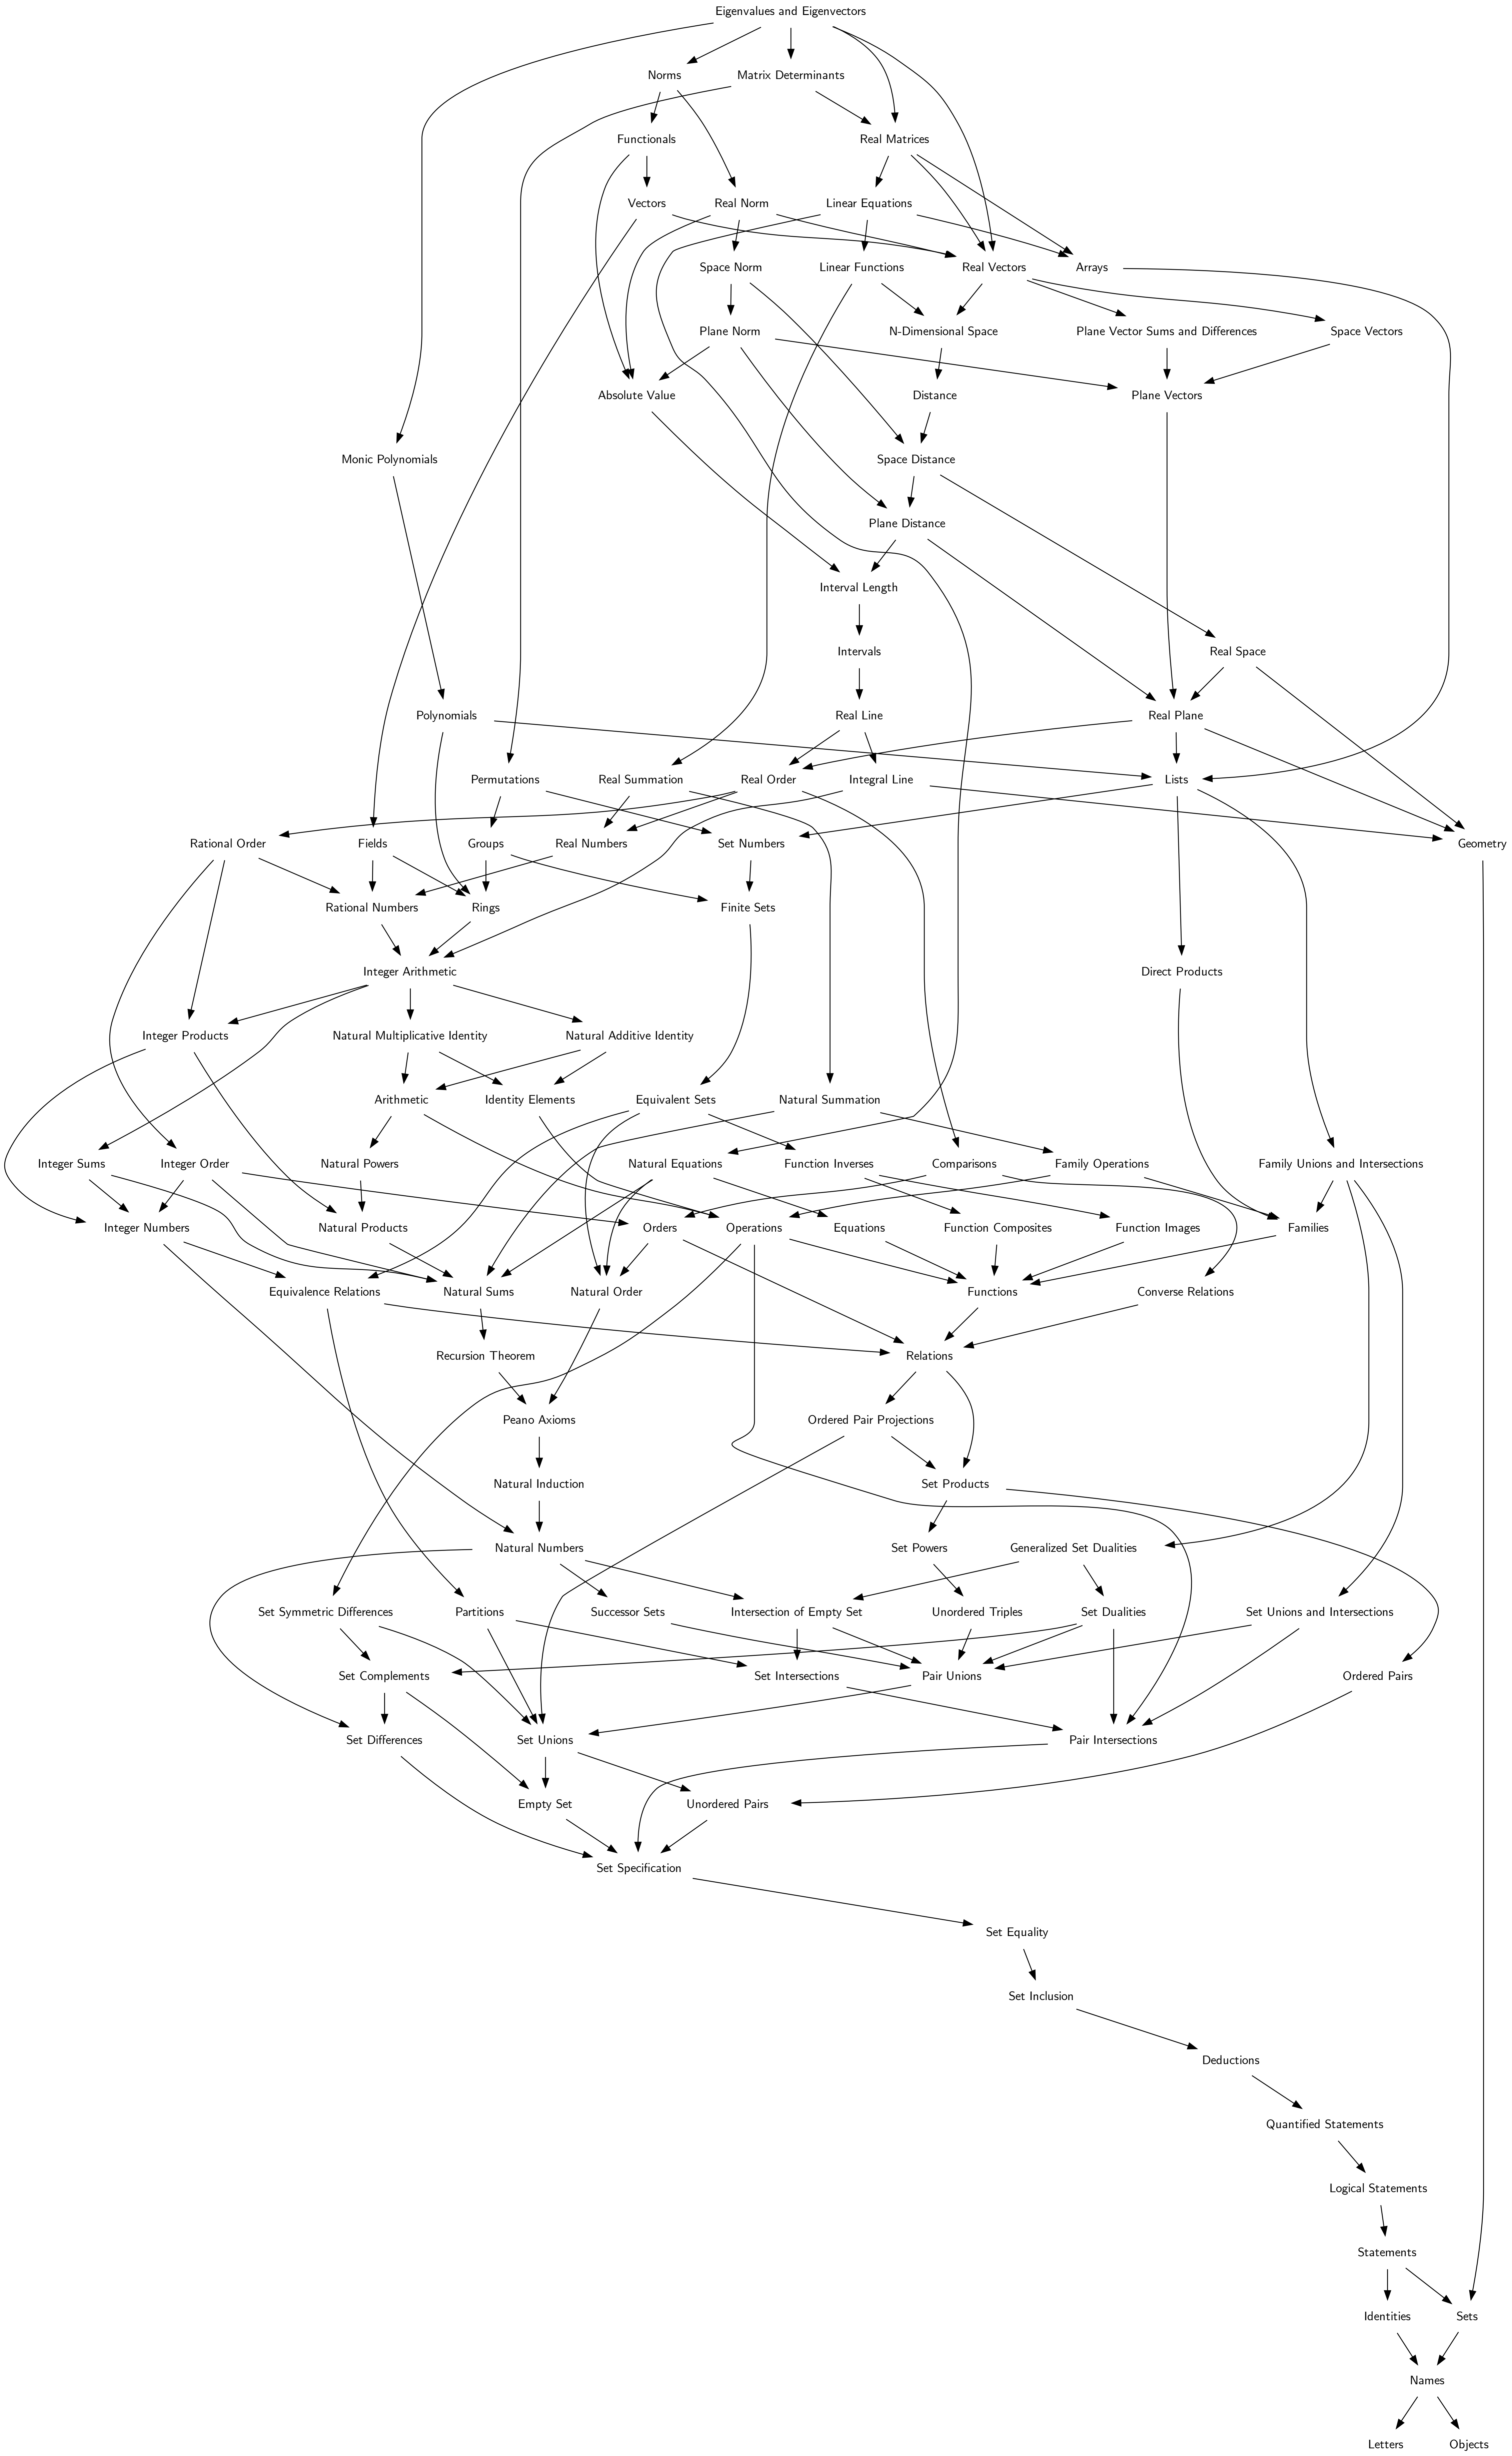 Eigenvalues and Eigenvectors
Norms
Matrix Determinants
Functionals
Real Matrices
Vectors
Real Norm
Linear Equations
Space Norm
Linear Functions
Real Vectors
Arrays
Plane Norm
N-Dimensional Space
Plane Vector Sums and Differences
Space Vectors
Absolute Value
Distance
Plane Vectors
Monic Polynomials
Space Distance
Plane Distance
Interval Length
Intervals
Real Space
Polynomials
Real Line
Real Plane
Permutations
Real Summation
Real Order
Integral Line
Lists
Rational Order
Fields
Groups
Real Numbers
Set Numbers
Geometry
Rational Numbers
Rings
Finite Sets
Integer Arithmetic
Direct Products
Integer Products
Natural Multiplicative Identity
Natural Additive Identity
Arithmetic
Identity Elements
Equivalent Sets
Natural Summation
Integer Sums
Integer Order
Natural Powers
Natural Equations
Function Inverses
Comparisons
Family Operations
Family Unions and Intersections
Integer Numbers
Natural Products
Orders
Operations
Equations
Function Composites
Function Images
Families
Equivalence Relations
Natural Sums
Natural Order
Functions
Converse Relations
Recursion Theorem
Relations
Peano Axioms
Ordered Pair Projections
Natural Induction
Set Products
Natural Numbers
Set Powers
Generalized Set Dualities
Set Symmetric Differences
Partitions
Successor Sets
Intersection of Empty Set
Unordered Triples
Set Dualities
Set Unions and Intersections
Set Complements
Set Intersections
Pair Unions
Ordered Pairs
Set Differences
Set Unions
Pair Intersections
Empty Set
Unordered Pairs
Set Specification
Set Equality
Set Inclusion
Deductions
Quantified Statements
Logical Statements
Statements
Identities
Sets
Names
Letters
Objects